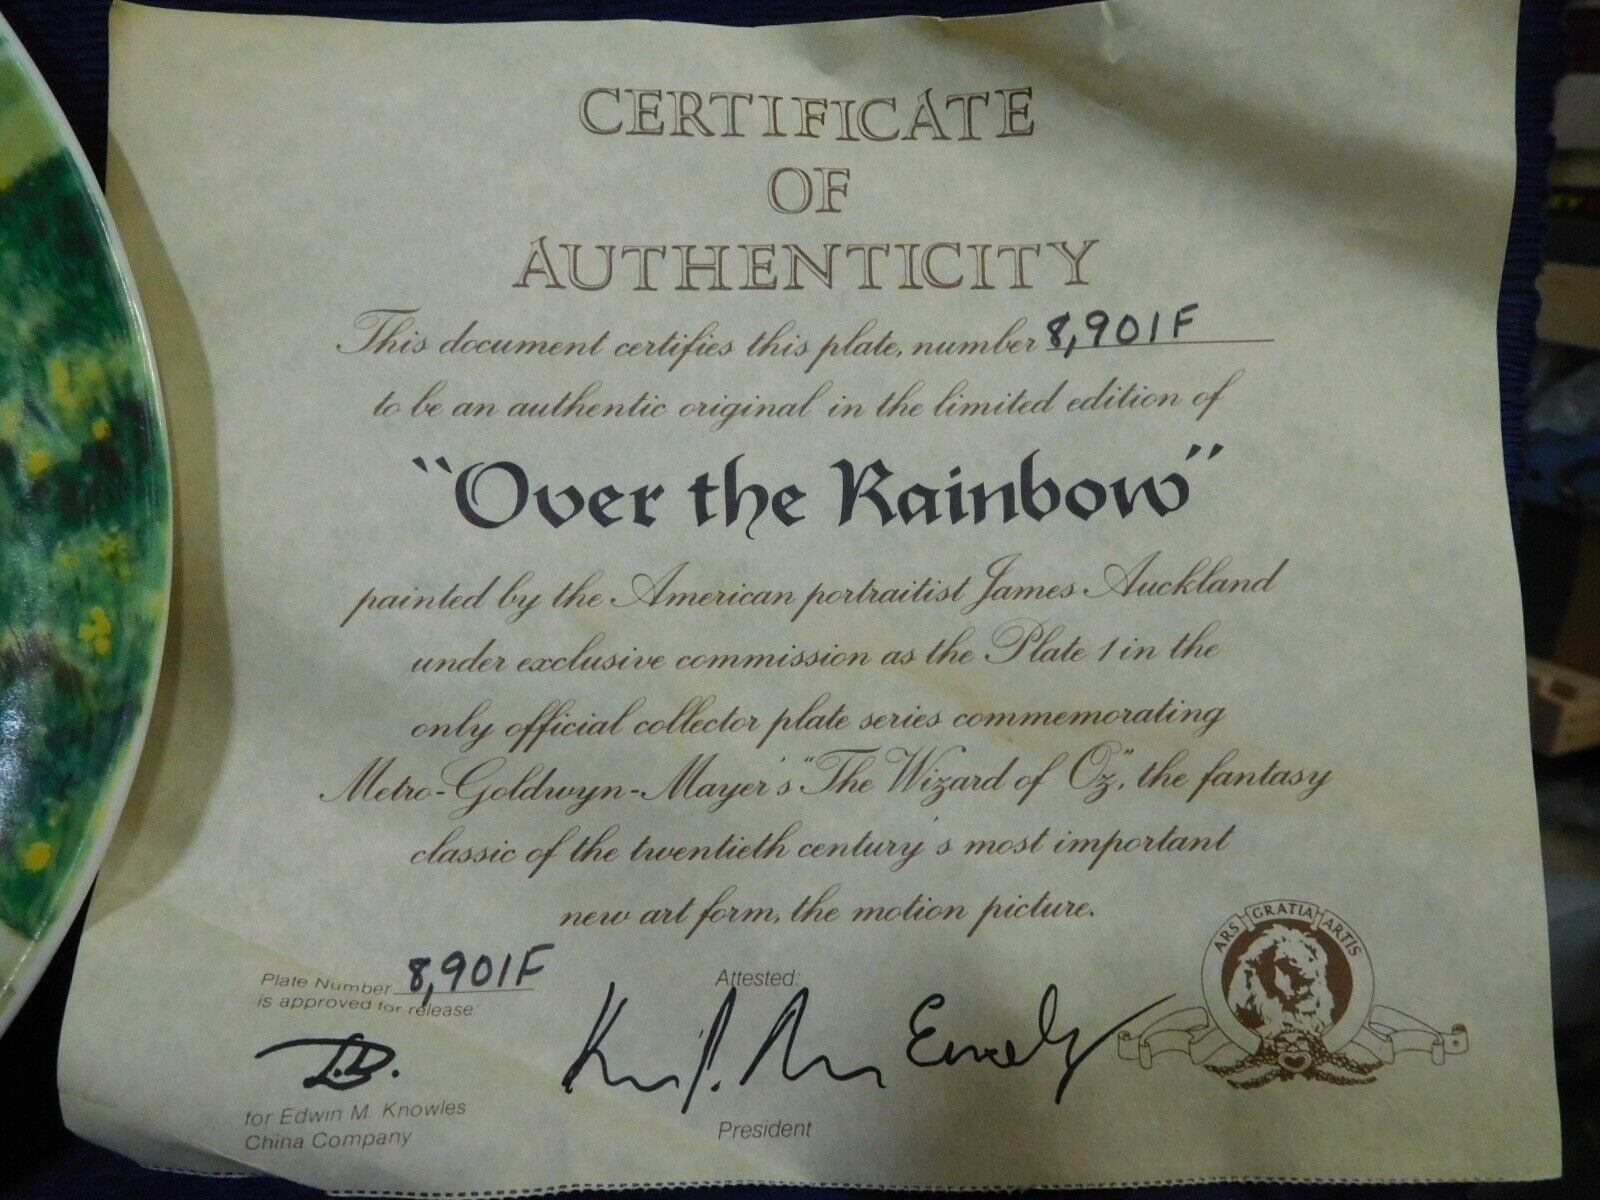 CERTIFICATE
OF
AUTHENTICITY
This document certifies this plate, number 8,901F
to be an authentic original in the limited edition of
"Over the Rainbow"
painted by the American portraitist James Auckland
under exclusive commission as the Plate 1 in the
only official collector plate series commemorating
Metro-Goldwyn-Mayer's "The Wizard of Oz", the fantasy
classic of the twentieth century's most important
new art form, the motion picture.
ARS GRATIA ARTIS
Plate Number 8,901F
is approved for release:
Attested:
for Edwin M. Knowles
China Company
President